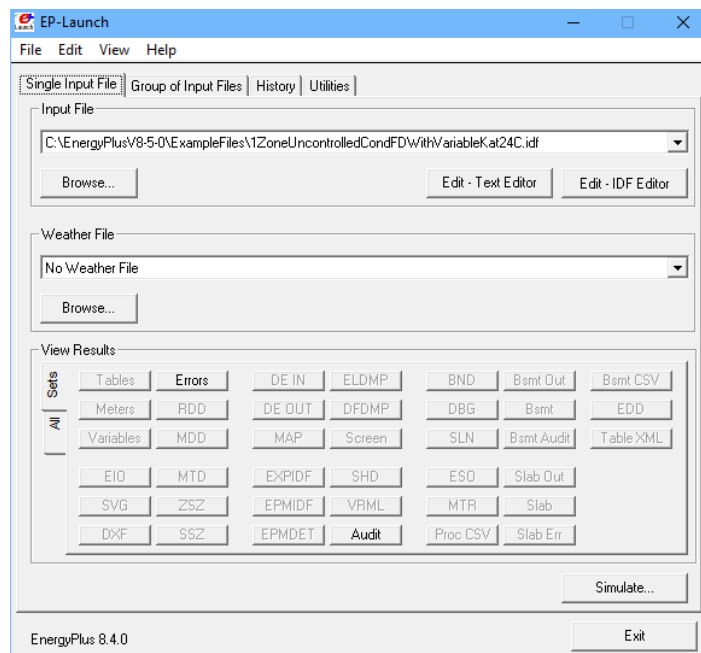 EP-Launch
File Edit View Help
Single Input File Group of Input Files History Utilities
Input File
C:\EnergyPlusV8-5-0\ExampleFiles\1ZoneUncontrolledCondFDWithVariableKat24C.idf
Browse... Edit - Text Editor Edit - IDF Editor
Weather File
No Weather File
Browse...
View Results
Sets
All
Tables Errors DE IN ELDMP BND Bsmt Out Bsmt CSV
Meters RDD DE OUT DFDMP DBG Bsmt EDD
Variables MDD MAP Screen SLN Bsmt Audit Table XML
EIO MTD EXPIDF SHD ESO Slab Out
SVG ZSZ EPMIDF VRML MTR Slab
DXF SSZ EPMDET Audit Proc CSV Slab Err
Simulate...
EnergyPlus 8.4.0 Exit